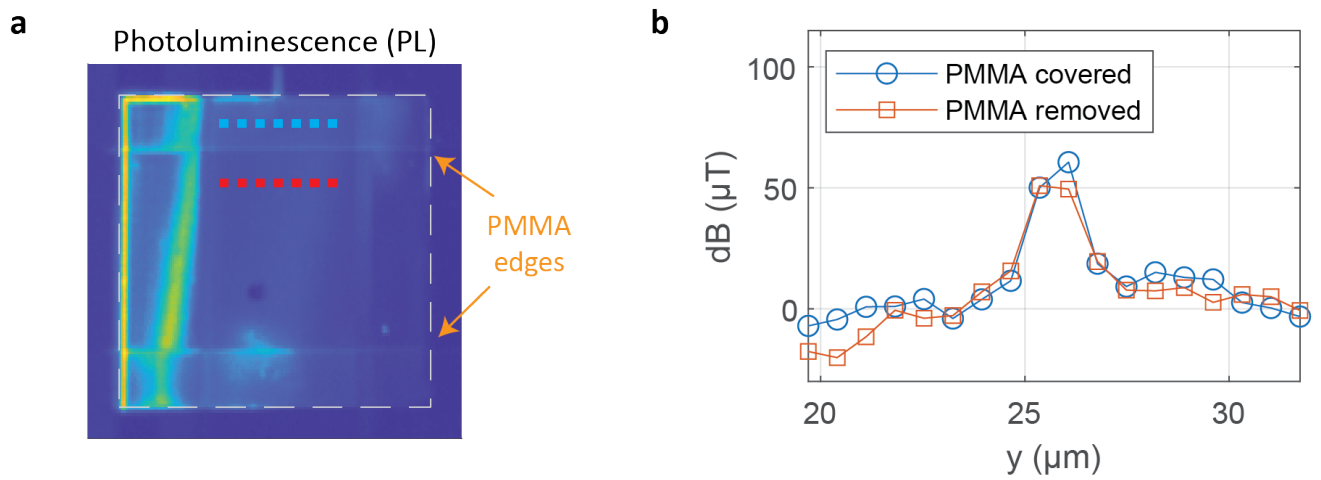 a
Photoluminescence (PL)
PMMA
edges
b
PMMA covered
PMMA removed
100
50
0
dB (μT)
20
25
30
y (μm)